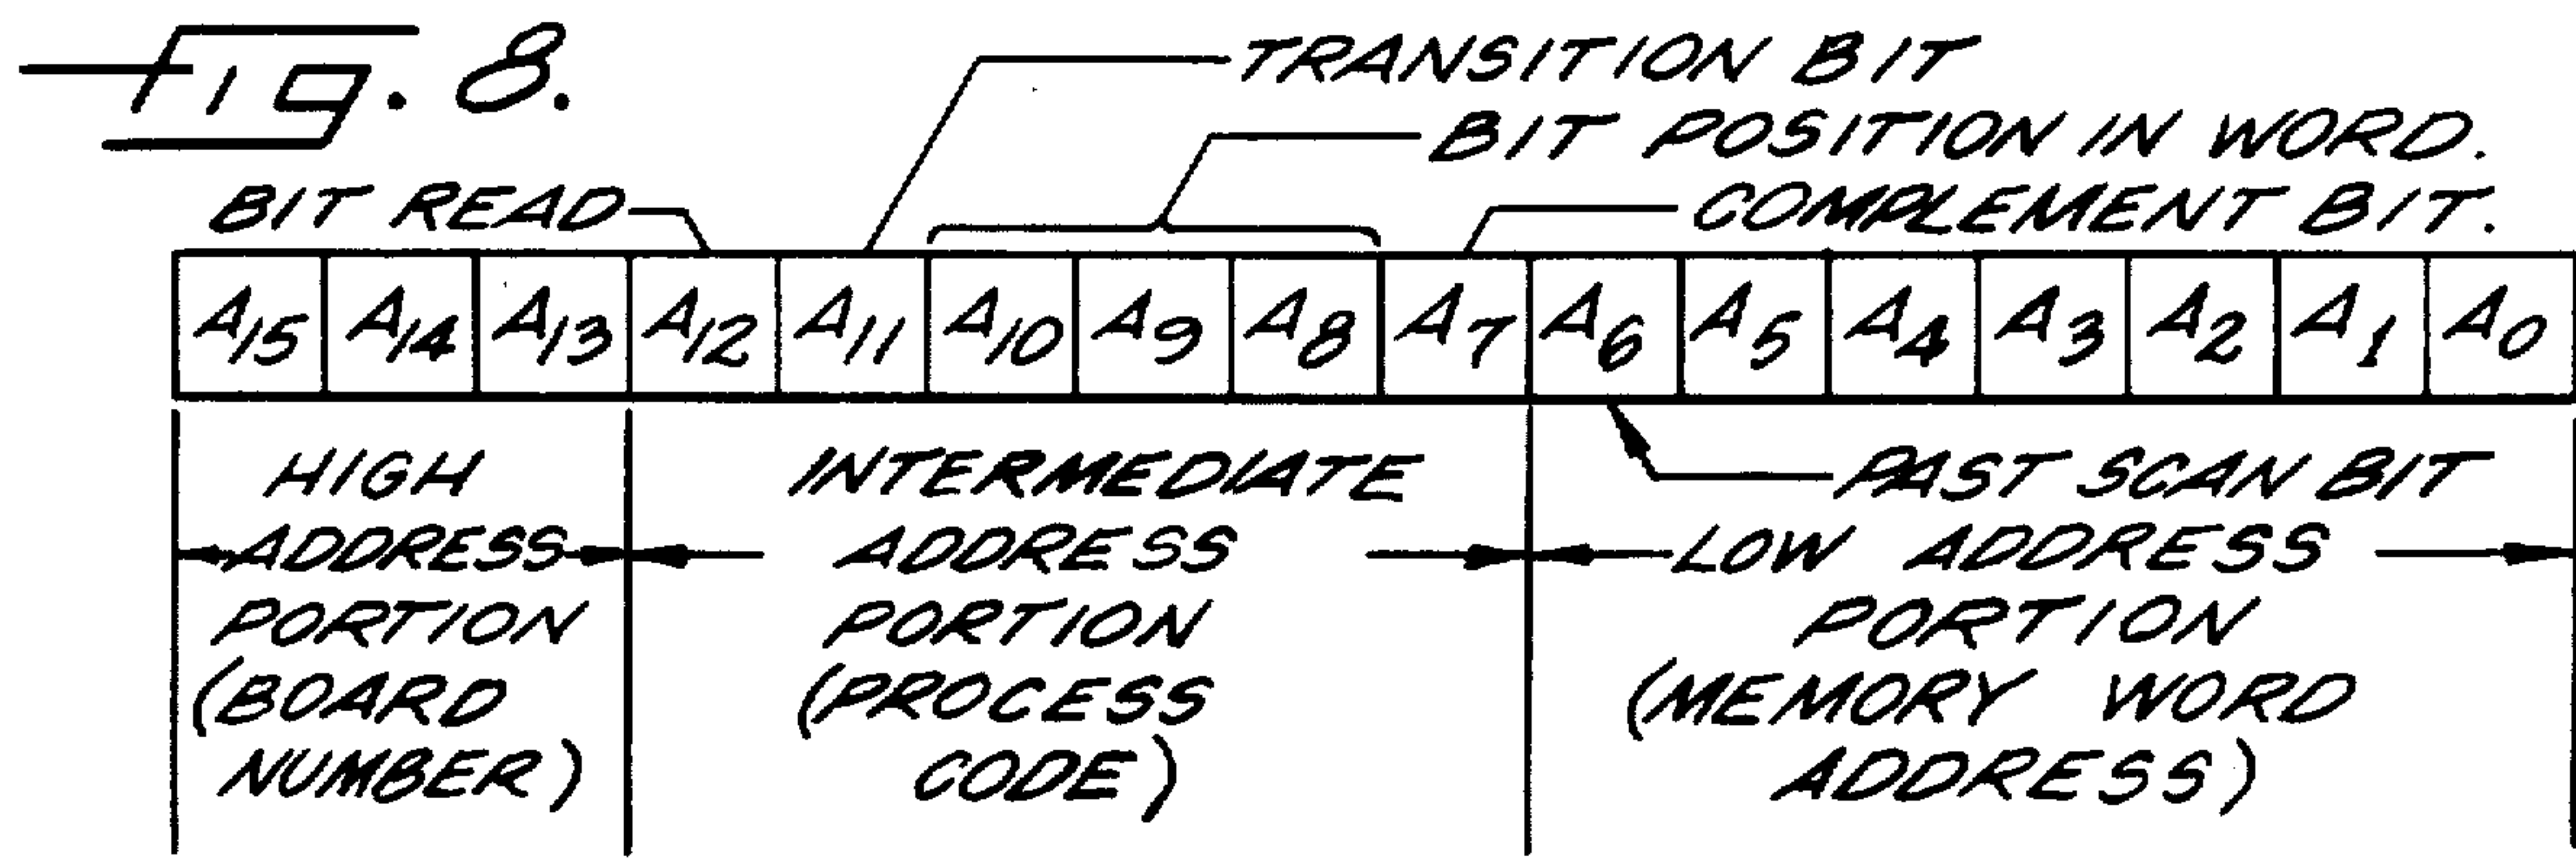 Fig. 8.
TRANSITION BIT
BIT POSITION IN WORD.
BIT READ
COMPLEMENT BIT.
A15 A14 A13 A12 A11 A10 A9 A8 A7 A6 A5 A4 A3 A2 A1 A0
PAST SCAN BIT
HIGH
ADDRESS
PORTION
(BOARD
NUMBER)
INTERMEDIATE
ADDRESS
PORTION
(PROCESS
CODE)
LOW ADDRESS
PORTION
(MEMORY WORD
ADDRESS)